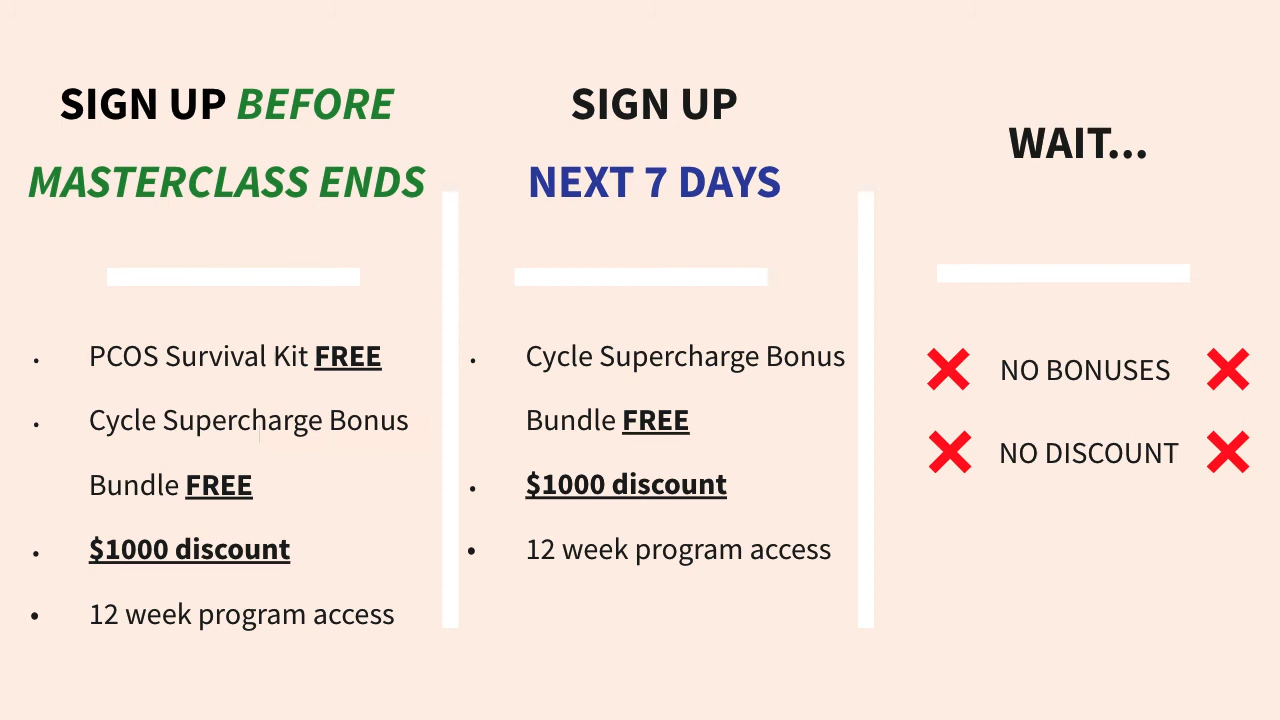 SIGN UP BEFORE
MASTERCLASS ENDS
• PCOS Survival Kit FREE
• Cycle Supercharge Bonus
Bundle FREE
• $1000 discount
• 12 week program access
SIGN UP
NEXT 7 DAYS
• Cycle Supercharge Bonus
Bundle FREE
• $1000 discount
• 12 week program access
WAIT...
❌ NO BONUSES ❌
❌ NO DISCOUNT ❌